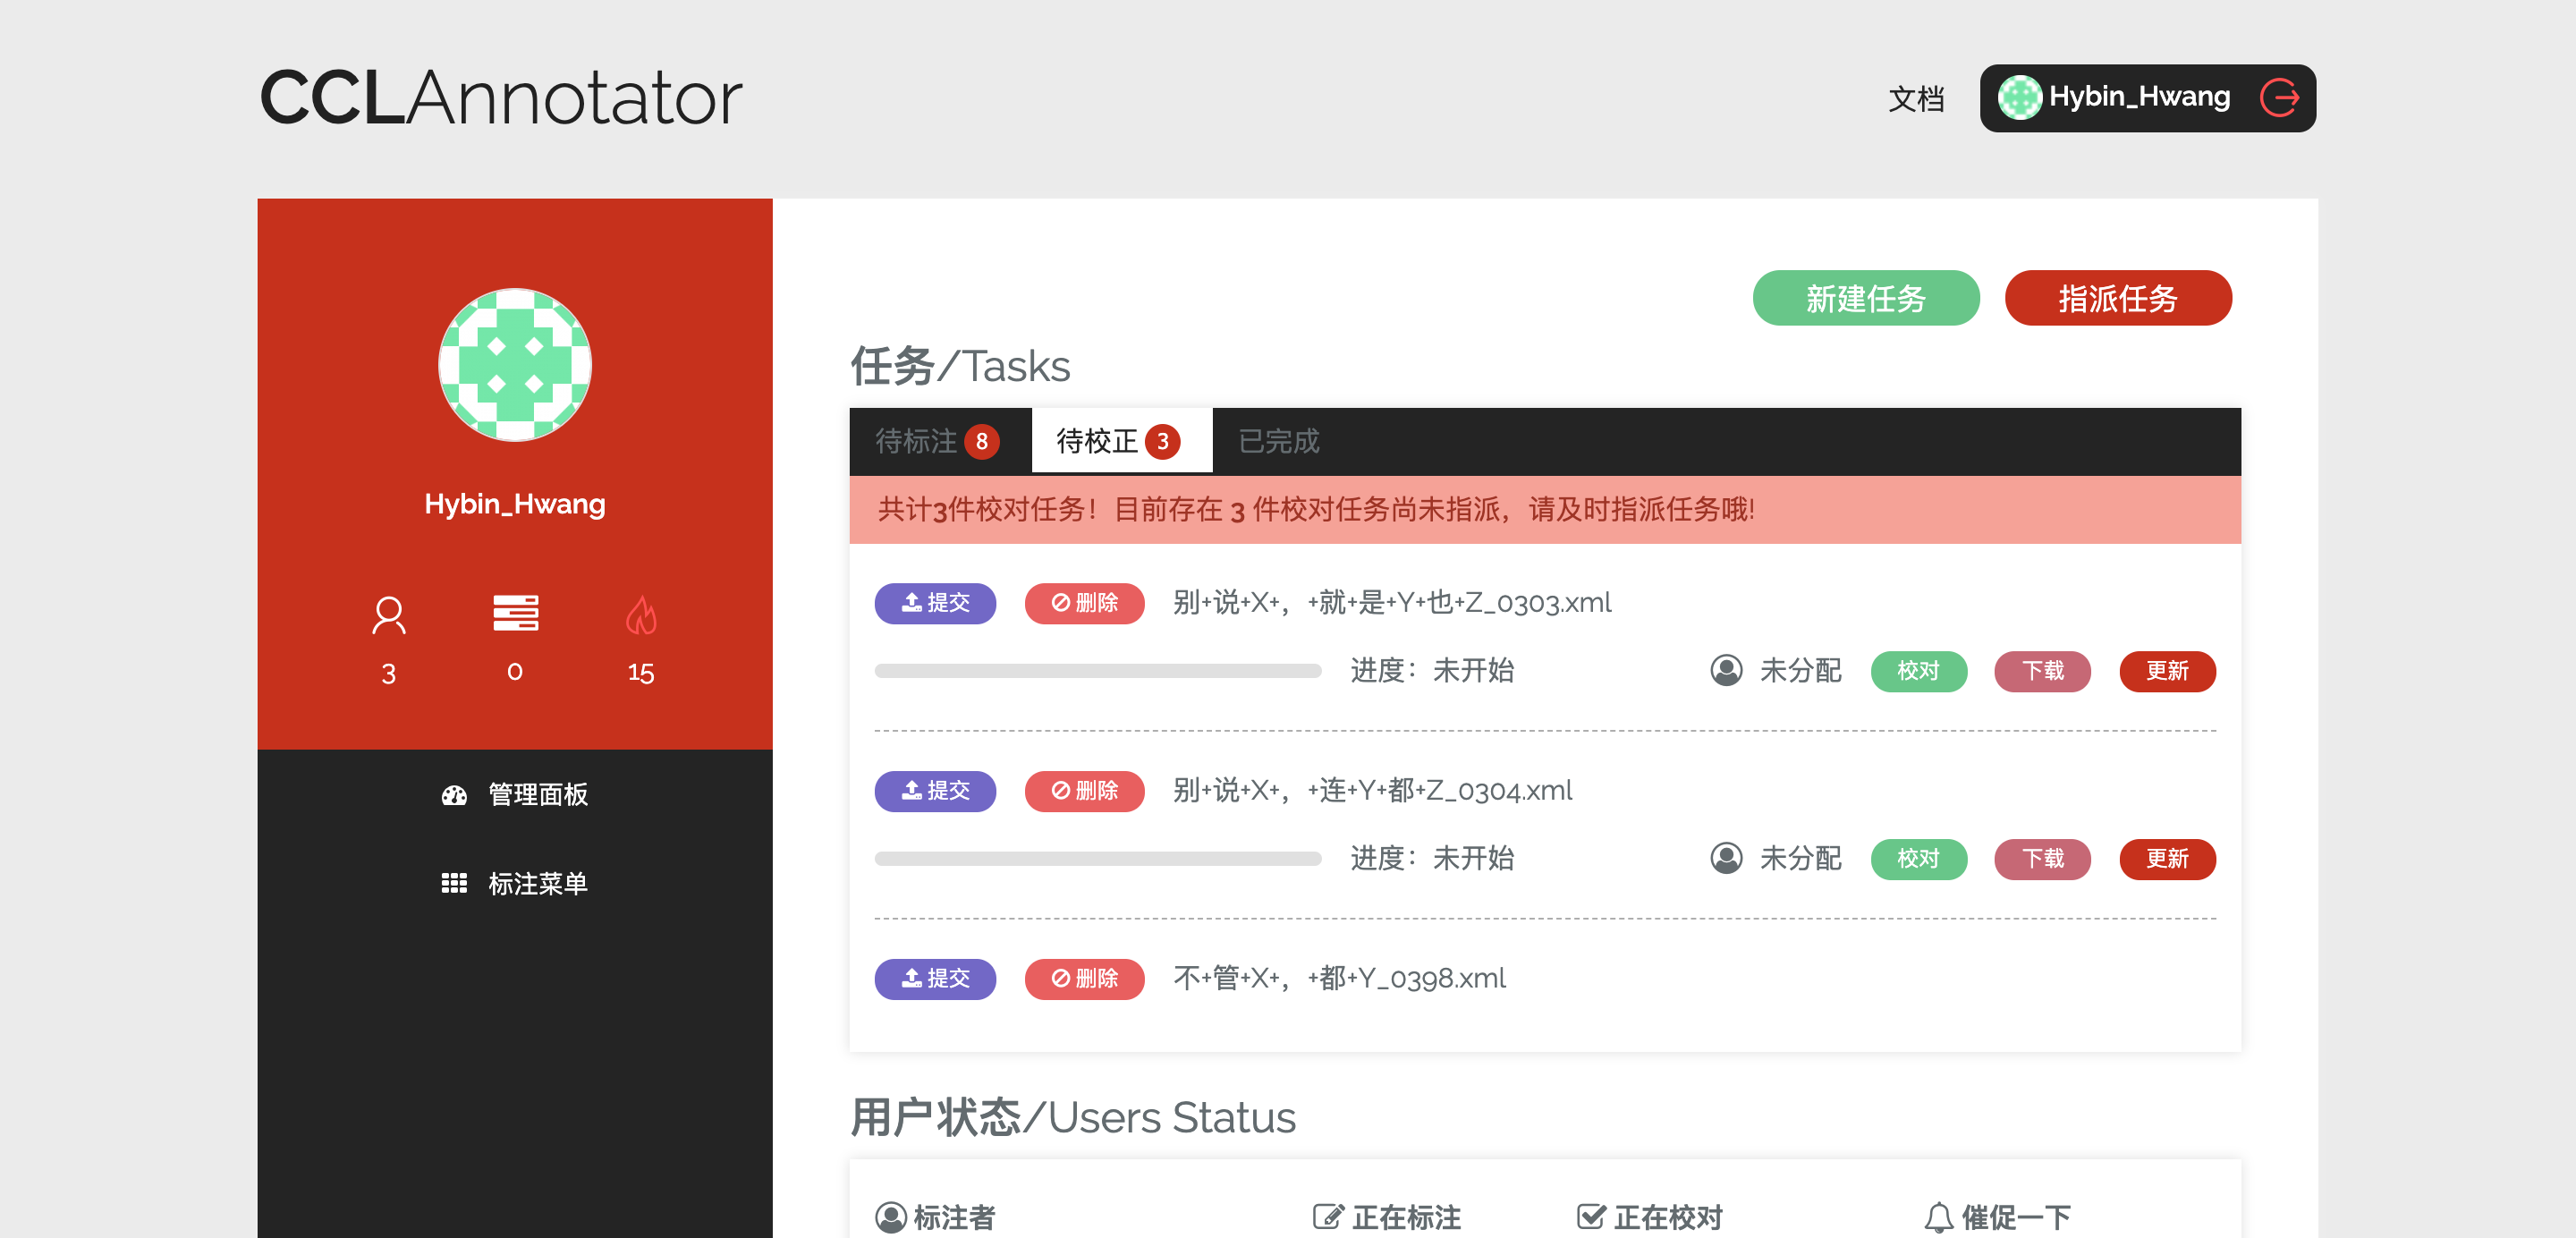 CCLAnnotator
文档 Hybin_Hwang
Hybin_Hwang
3 0 15
管理面板
标注菜单
新建任务 指派任务
任务/Tasks
待标注 8 待校正 3 已完成
共计3件校对任务！目前存在 3 件校对任务尚未指派，请及时指派任务哦!
提交 删除 别+说+X+，+就+是+Y+也+Z_0303.xml
进度：未开始 未分配 校对 下载 更新
提交 删除 别+说+X+，+连+Y+都+Z_0304.xml
进度：未开始 未分配 校对 下载 更新
提交 删除 不+管+X+，+都+Y_0398.xml
用户状态/Users Status
标注者 正在标注 正在校对 催促一下